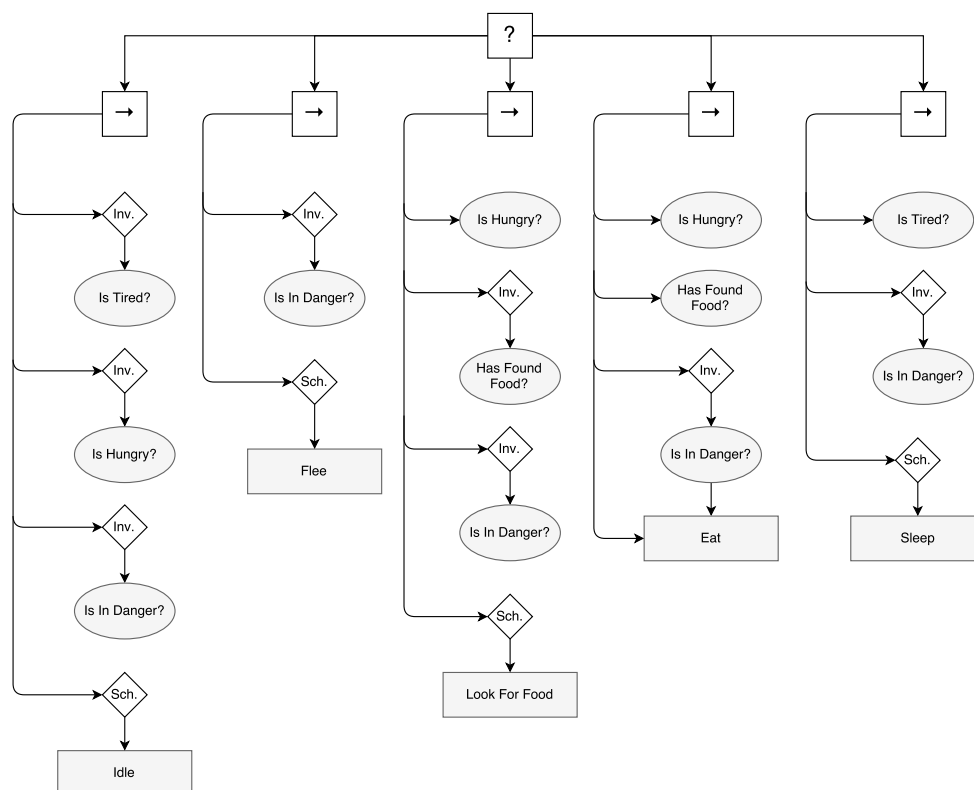 ?
→
→
→
→
→
Inv.
Is Tired?
Inv.
Is Hungry?
Inv.
Is In Danger?
Sch.
Idle
Inv.
Is In Danger?
Sch.
Flee
Is Hungry?
Inv.
Has Found
Food?
Inv.
Is In Danger?
Sch.
Look For Food
Is Hungry?
Has Found
Food?
Inv.
Is In Danger?
Eat
Is Tired?
Inv.
Is In Danger?
Sch.
Sleep